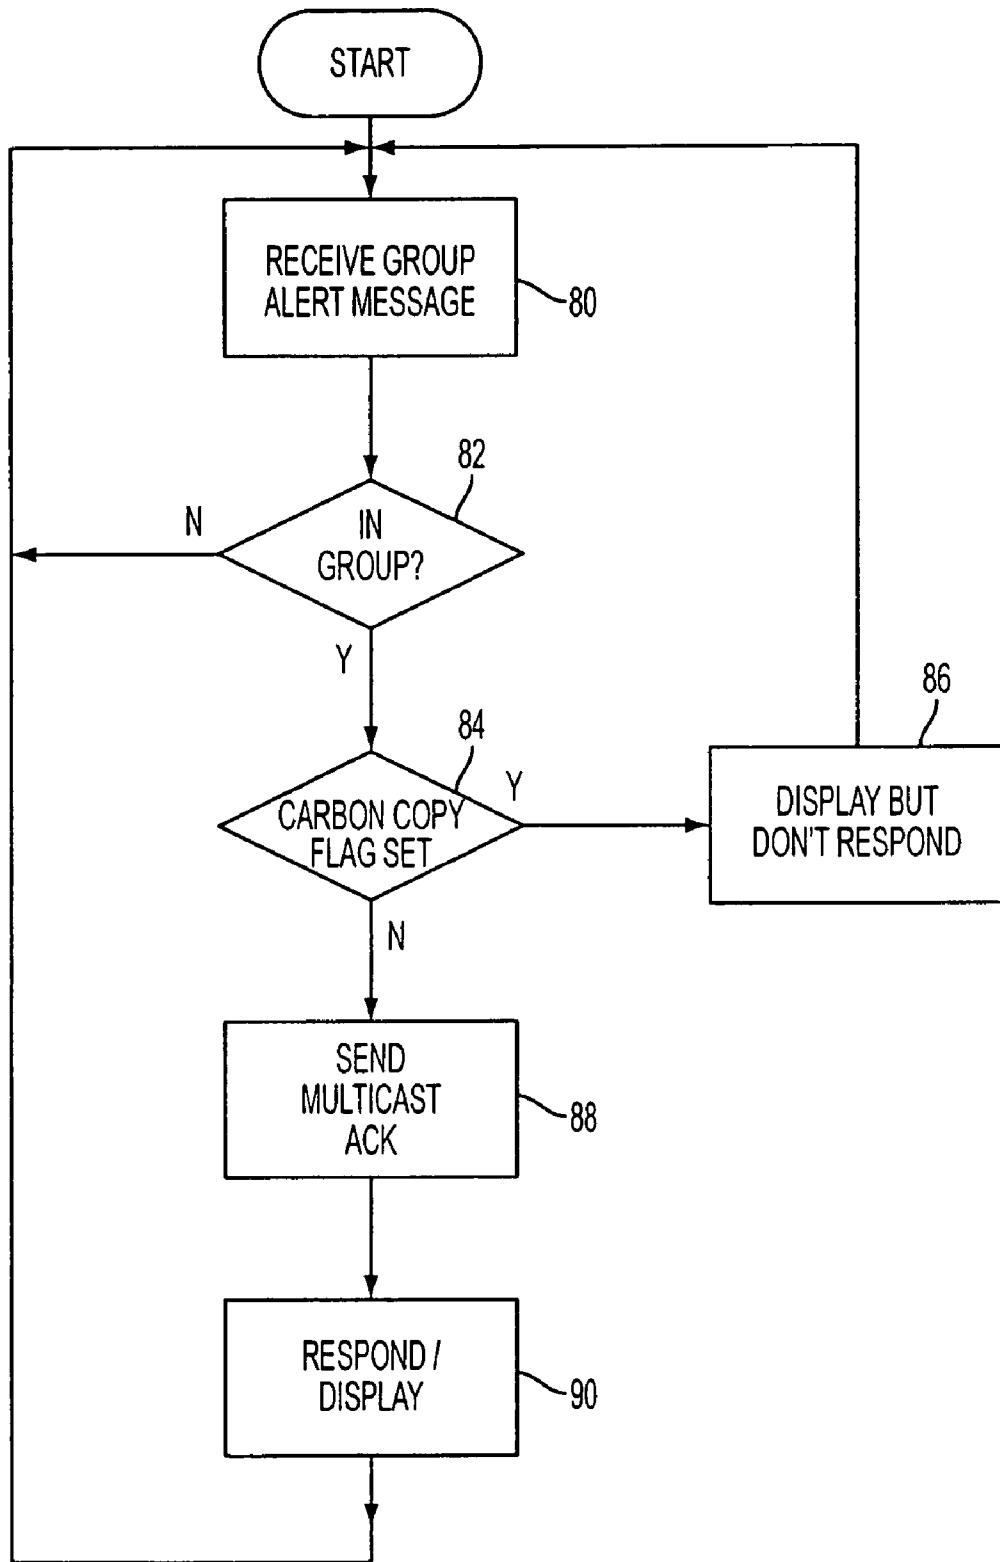 START
RECEIVE GROUP
ALERT MESSAGE
80
82
N
IN
GROUP?
Y
84
CARBON COPY
FLAG SET
Y
86
DISPLAY BUT
DON'T RESPOND
N
SEND
MULTICAST
ACK
88
RESPOND /
DISPLAY
90